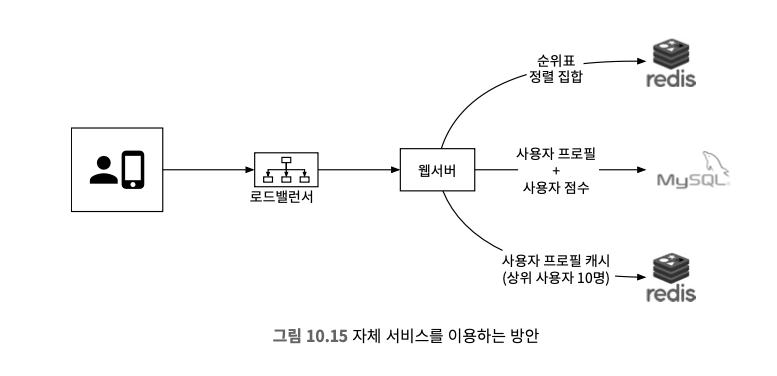 순위표
정렬 집합
redis
로드밸런서
웹서버
사용자 프로필
+
사용자 점수
MySQL
사용자 프로필 캐시
(상위 사용자 10명)
redis
그림 10.15 자체 서비스를 이용하는 방안